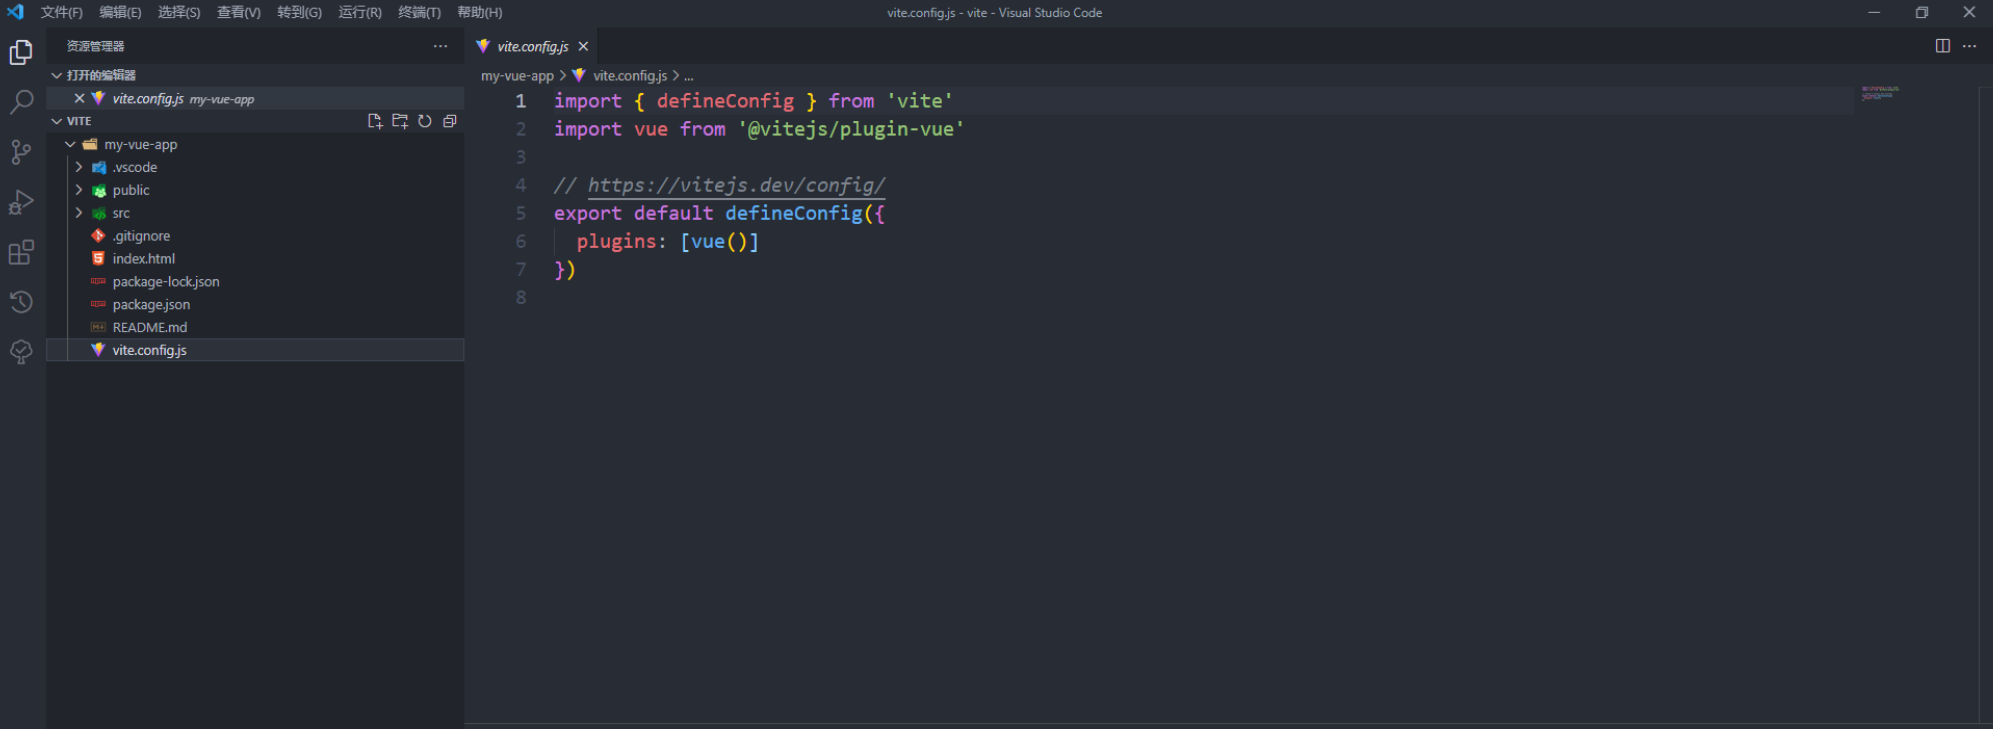 文件(F) 编辑(E) 选择(S) 查看(V) 转到(G) 运行(R) 终端(T) 帮助(H)
vite.config.js - vite - Visual Studio Code
资源管理器
打开的编辑器
vite.config.js my-vue-app
VITE
my-vue-app
.vscode
public
src
.gitignore
index.html
package-lock.json
package.json
README.md
vite.config.js
vite.config.js
my-vue-app > vite.config.js > ...
1 import { defineConfig } from 'vite'
2 import vue from '@vitejs/plugin-vue'
3
4 // https://vitejs.dev/config/
5 export default defineConfig({
6 plugins: [vue()]
7 })
8